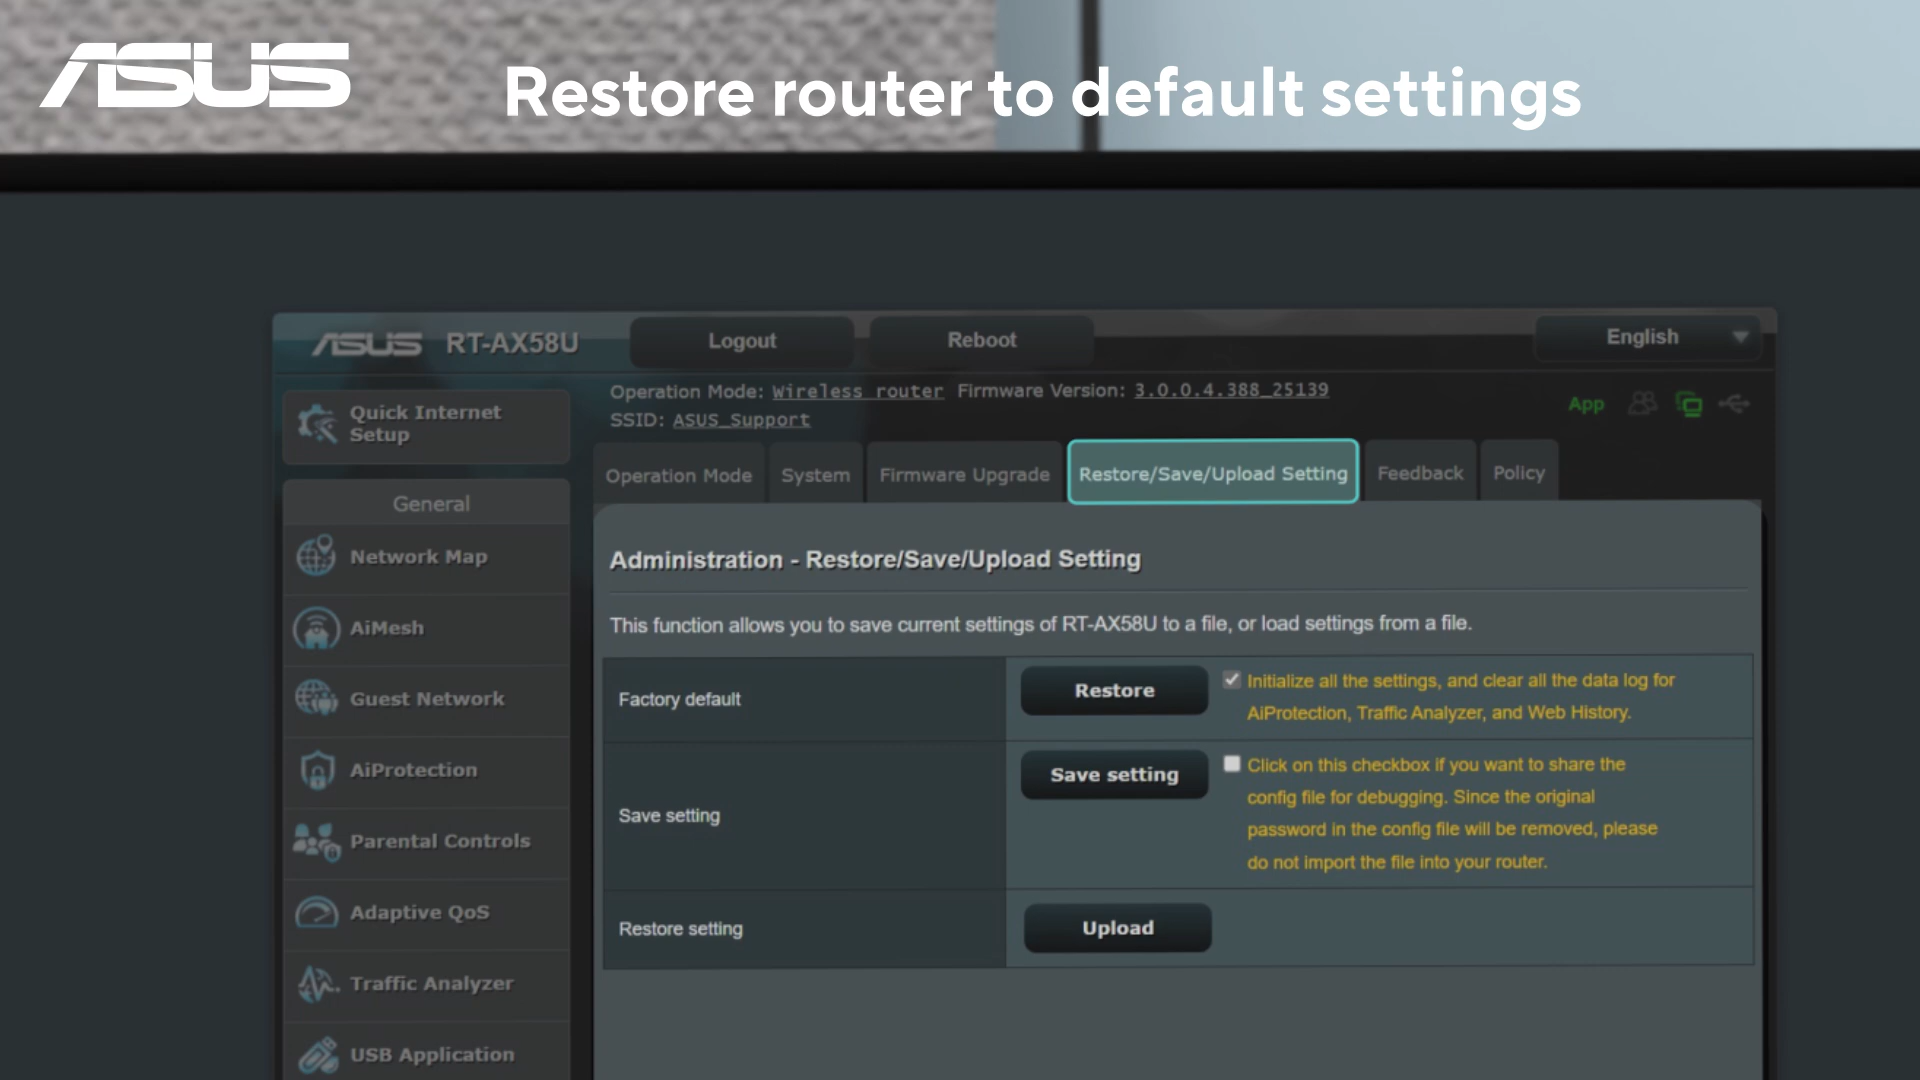 ASUS
Restore router to default settings
ASUS RT-AX58U
Logout
Reboot
English
Operation Mode: Wireless router Firmware Version: 3.0.0.4.388_25139
SSID: ASUS_Support
App
Quick Internet
Setup
General
Network Map
AiMesh
Guest Network
AiProtection
Parental Controls
Adaptive QoS
Traffic Analyzer
USB Application
Operation Mode
System
Firmware Upgrade
Restore/Save/Upload Setting
Feedback
Policy
Administration - Restore/Save/Upload Setting
This function allows you to save current settings of RT-AX58U to a file, or load settings from a file.
Factory default
Restore
Initialize all the settings, and clear all the data log for
AiProtection, Traffic Analyzer, and Web History.
Save setting
Save setting
Click on this checkbox if you want to share the
config file for debugging. Since the original
password in the config file will be removed, please
do not import the file into your router.
Restore setting
Upload